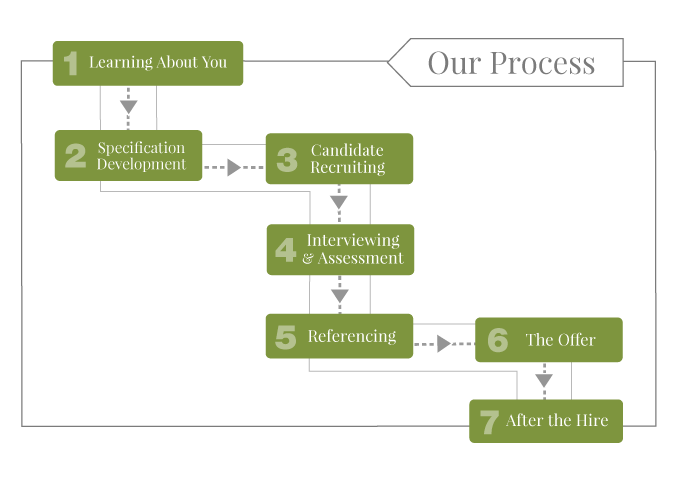 Our Process
1 Learning About You
2 Specification
Development
3 Candidate
Recruiting
4 Interviewing
& Assessment
5 Referencing
6 The Offer
7 After the Hire